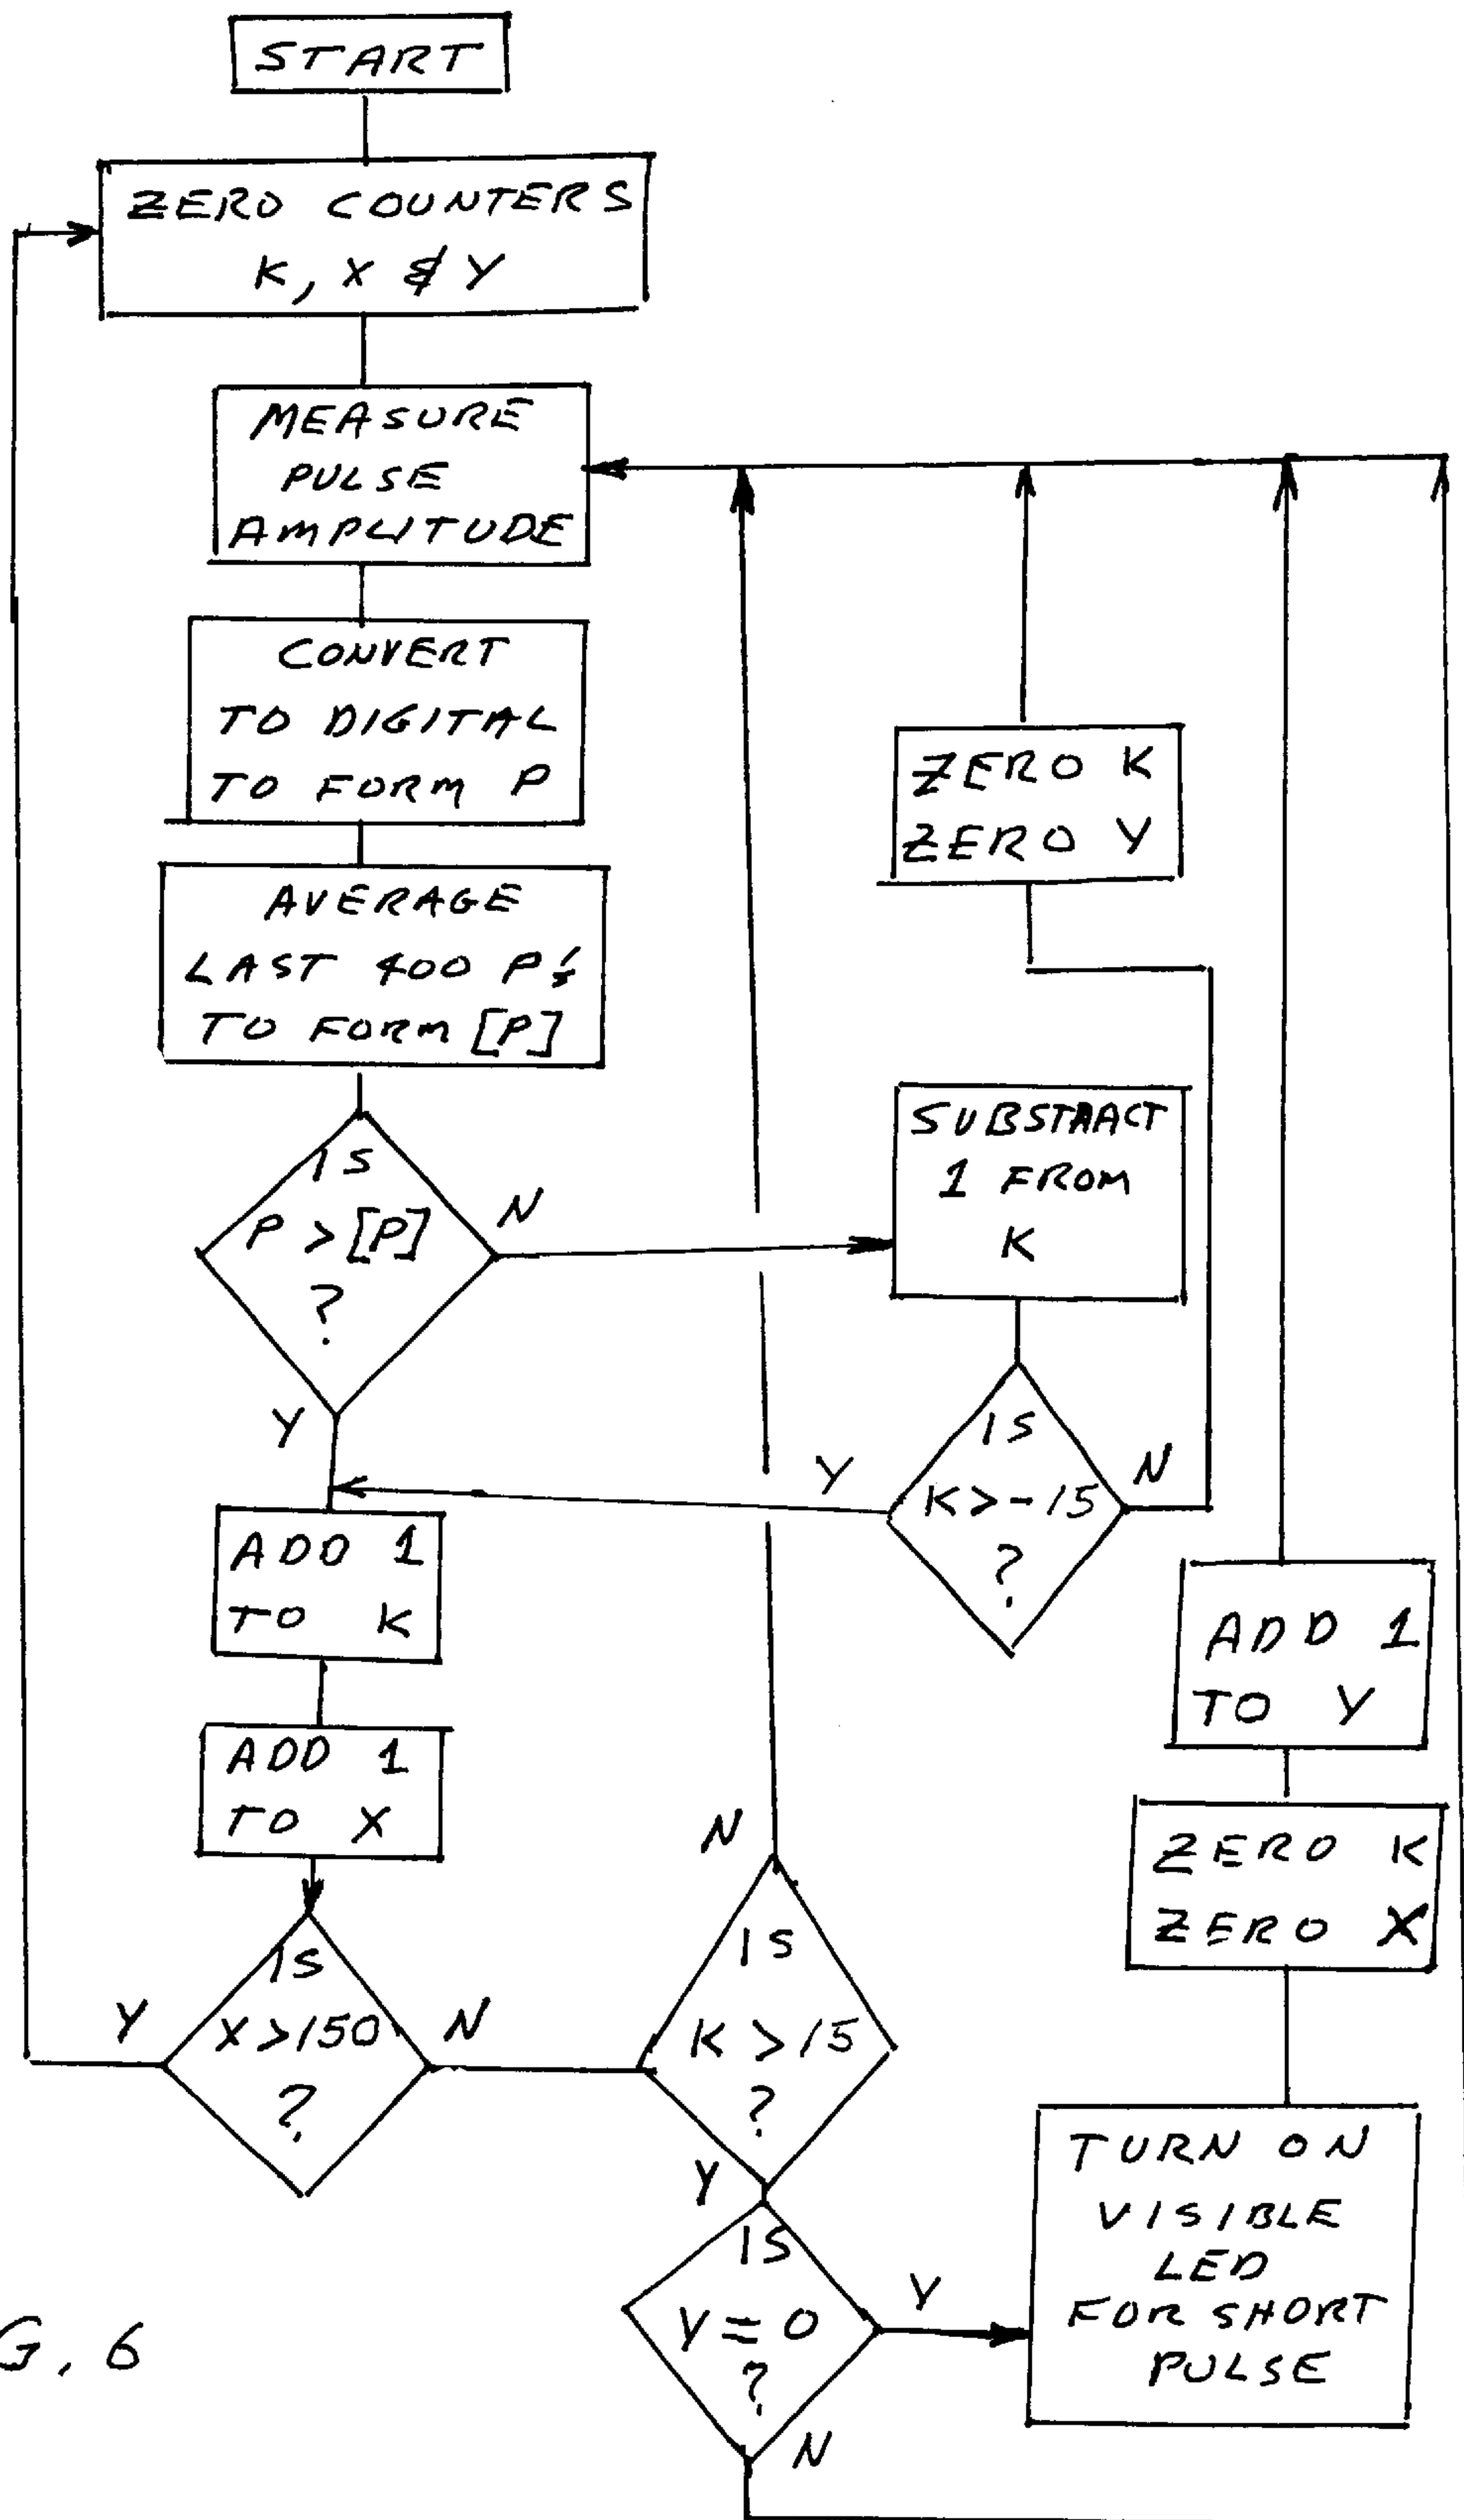 START
ZERO COUNTERS
K, X & Y
MEASURE
PULSE
AMPLITUDE
CONVERT
TO DIGITAL
TO FORM P
AVERAGE
LAST 400 P's
TO FORM [P]
IS
P > [P]
?
N
Y
SUBSTRACT
1 FROM
K
IS
K > -15
?
Y
N
ZERO K
ZERO Y
ADD 1
TO K
ADD 1
TO X
IS
X > 150
?
Y
N
IS
K > 15
?
N
Y
IS
Y = 0
?
Y
N
TURN ON
VISIBLE
LED
FOR SHORT
PULSE
ZERO K
ZERO X
ADD 1
TO Y
G. 6